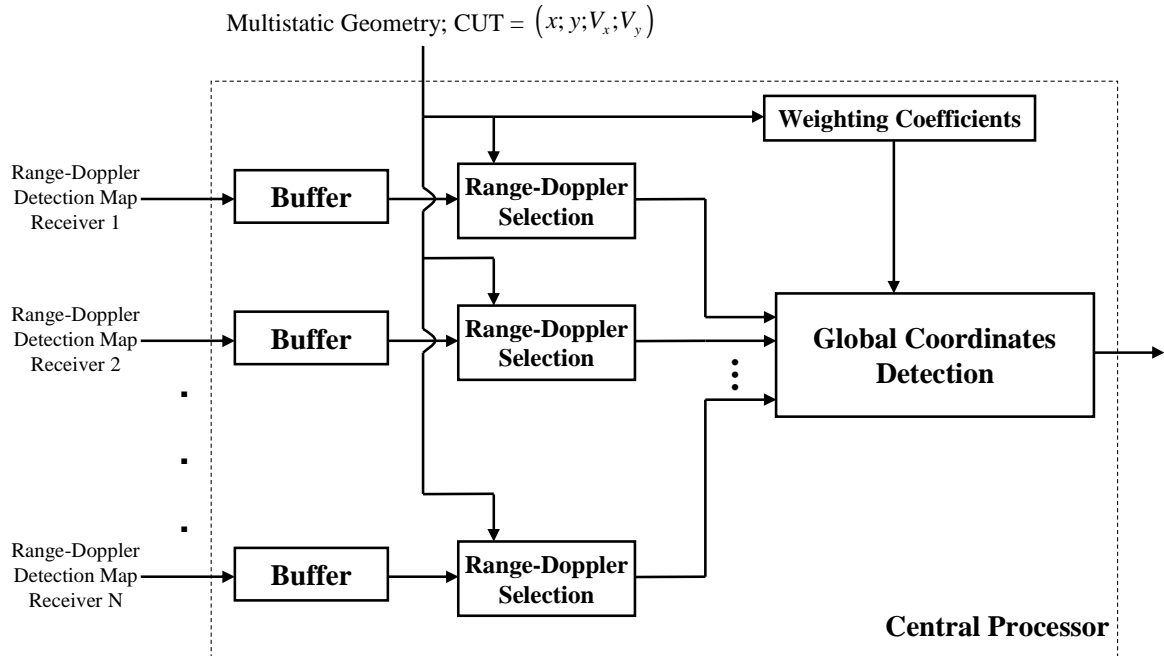 Multistatic Geometry; CUT = (x; y; V_x; V_y)
Weighting Coefficients
Range-Doppler
Detection Map
Receiver 1
Buffer
Range-Doppler
Selection
Range-Doppler
Detection Map
Receiver 2
Buffer
Range-Doppler
Selection
Global Coordinates
Detection
Range-Doppler
Detection Map
Receiver N
Buffer
Range-Doppler
Selection
Central Processor